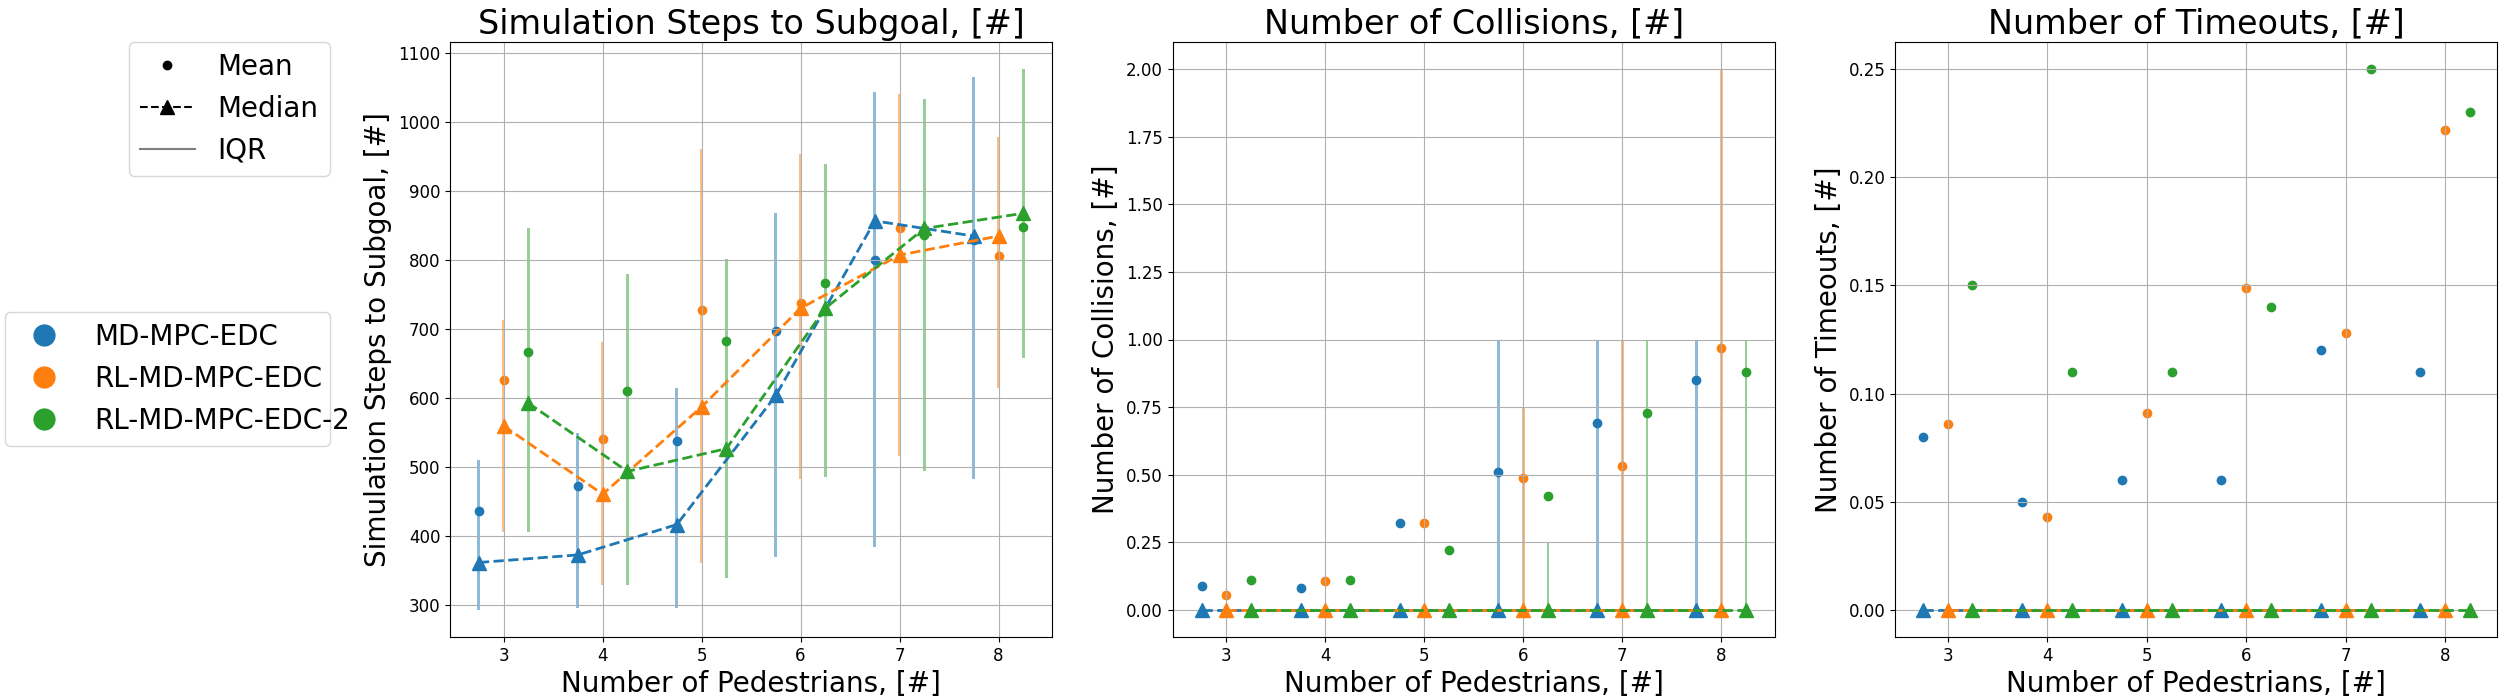 Mean
Median
IQR
MD-MPC-EDC
RL-MD-MPC-EDC
RL-MD-MPC-EDC-2
Simulation Steps to Subgoal, [#]
Simulation Steps to Subgoal, [#]
1100
1000
900
800
700
600
500
400
300
3 4 5 6 7 8
Number of Pedestrians, [#]
Number of Collisions, [#]
Number of Collisions, [#]
2.00
1.75
1.50
1.25
1.00
0.75
0.50
0.25
0.00
3 4 5 6 7 8
Number of Pedestrians, [#]
Number of Timeouts, [#]
Number of Timeouts, [#]
0.25
0.20
0.15
0.10
0.05
0.00
3 4 5 6 7 8
Number of Pedestrians, [#]